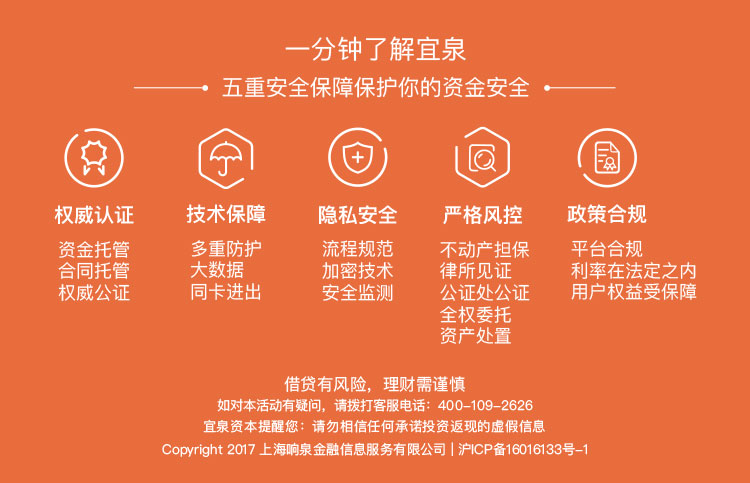 一分钟了解宜泉
五重安全保障保护你的资金安全
权威认证
资金托管
合同托管
权威公证
技术保障
多重防护
大数据
同卡进出
隐私安全
流程规范
加密技术
安全监测
严格风控
不动产担保
律所见证
公证处公证
全权委托
资产处置
政策合规
平台合规
利率在法定之内
用户权益受保障
借贷有风险，理财需谨慎
如对本活动有疑问，请拨打客服电话：400-109-2626
宜泉资本提醒您：请勿相信任何承诺投资返现的虚假信息
Copyright 2017 上海响泉金融信息服务有限公司 | 沪ICP备16016133号-1